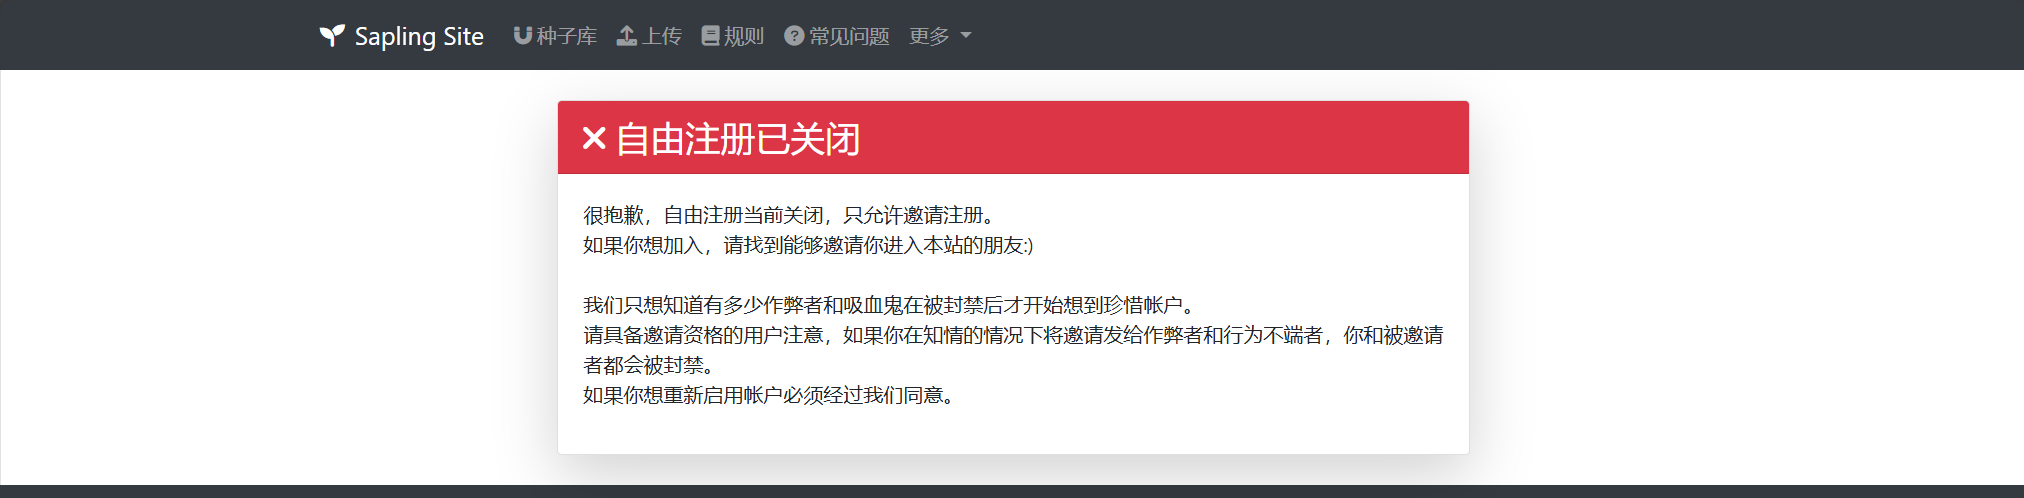 Sapling Site 种子库 上传 规则 常见问题 更多
自由注册已关闭
很抱歉，自由注册当前关闭，只允许邀请注册。
如果你想加入，请找到能够邀请你进入本站的朋友:)
我们只想知道有多少作弊者和吸血鬼在被封禁后才开始想到珍惜帐户。
请具备邀请资格的用户注意，如果你在知情的情况下将邀请发给作弊者和行为不端者，你和被邀请
者都会被封禁。
如果你想重新启用帐户必须经过我们同意。